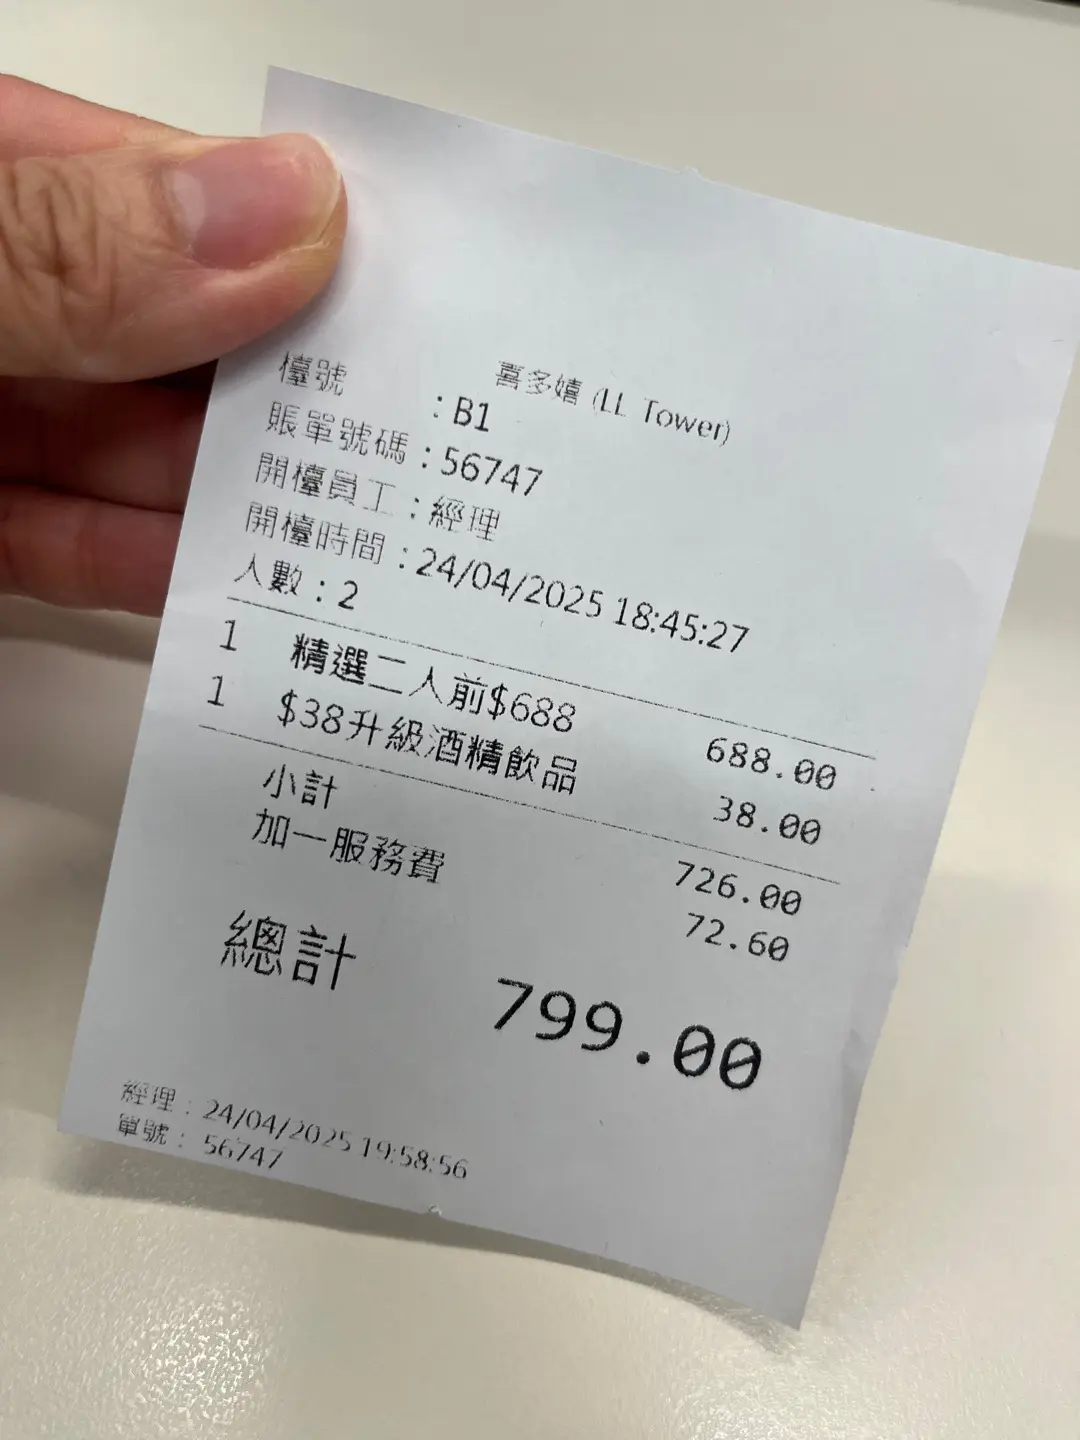 喜多嬉 (LL Tower)
檯號 : B1
賬單號碼 : 56747
開檯員工 : 經理
開檯時間 : 24/04/2025 18:45:27
人數 : 2
1 精選二人前$688 688.00
1 $38升級酒精飲品 38.00
小計 726.00
加一服務費 72.60
總計 799.00
經理 : 24/04/2025 19:58:56
單號 : 56747